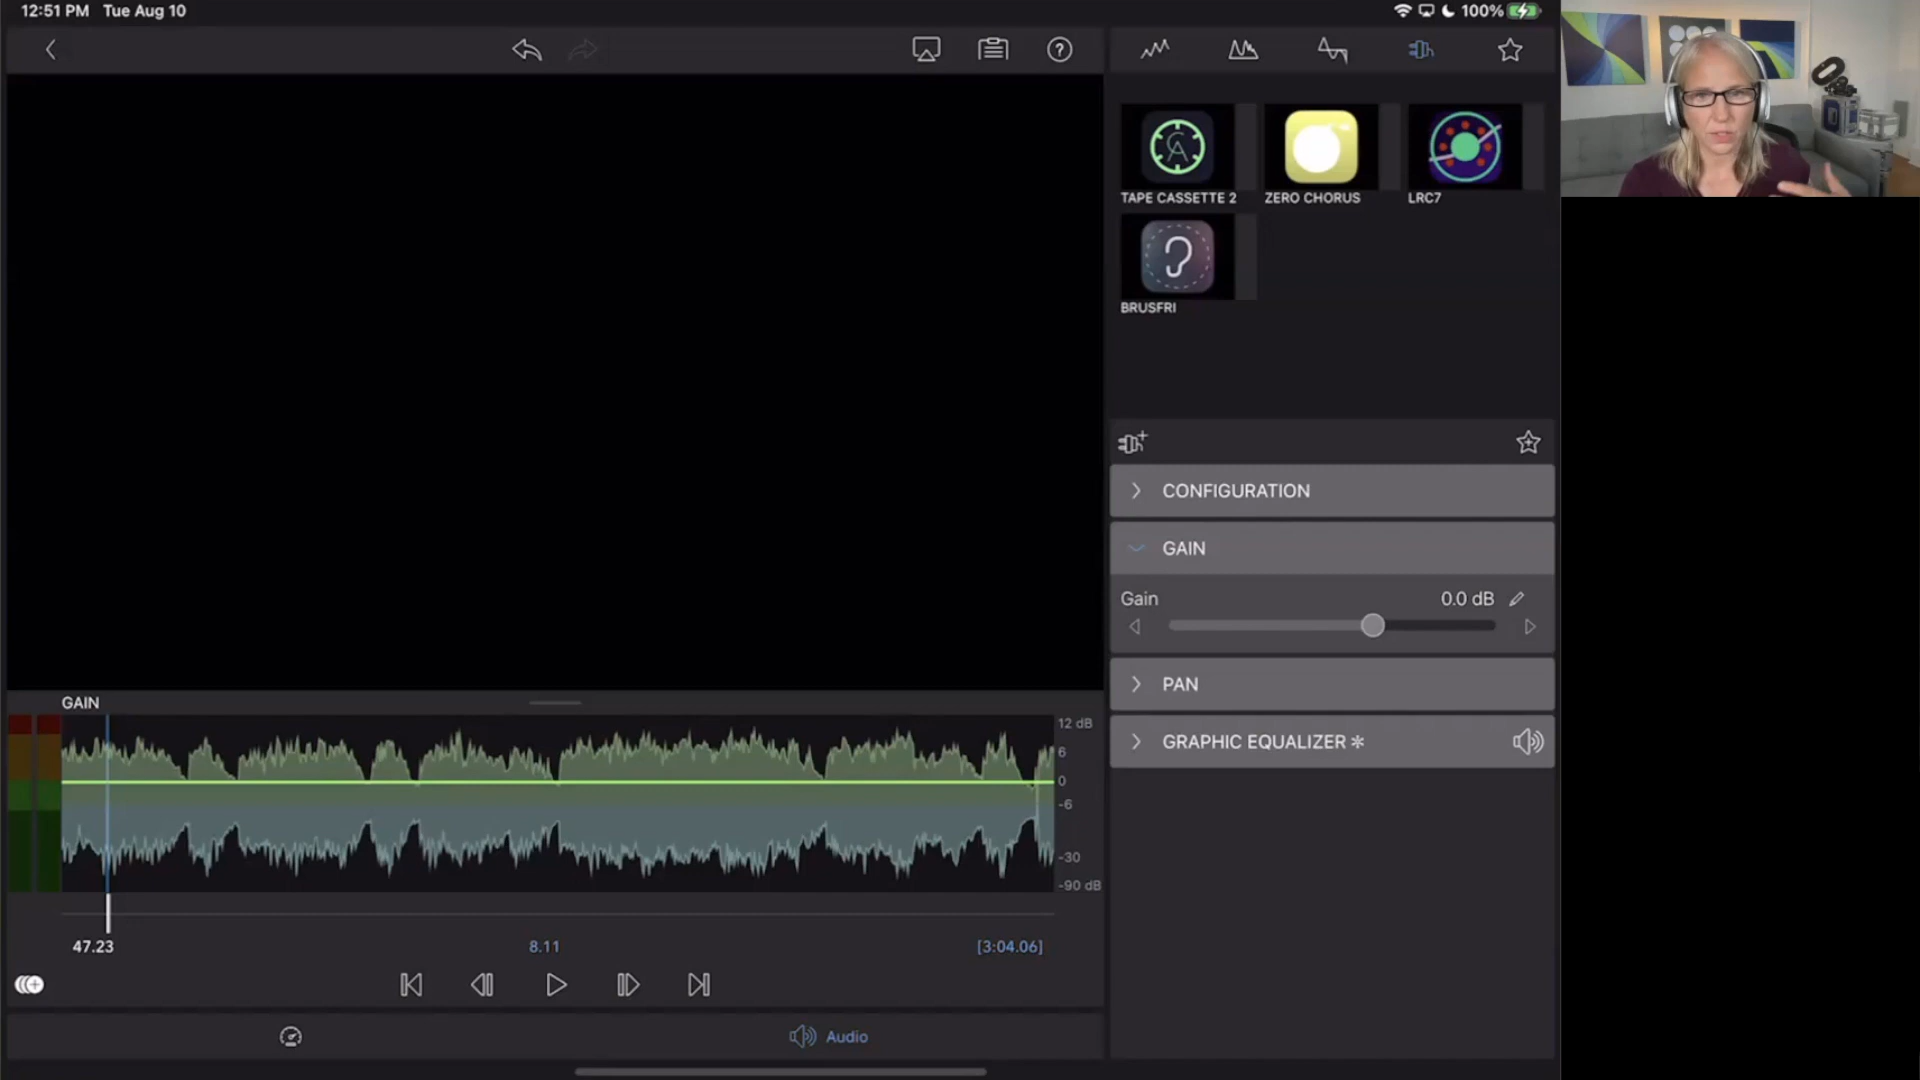 12:51 PM Tue Aug 10
100%
TAPE CASSETTE 2
ZERO CHORUS
LRC7
BRUSFRI
CONFIGURATION
GAIN
Gain 0.0 dB
PAN
GRAPHIC EQUALIZER *
GAIN
12 dB
6
0
-6
-30
-90 dB
47.23
8.11
[3:04.06]
Audio